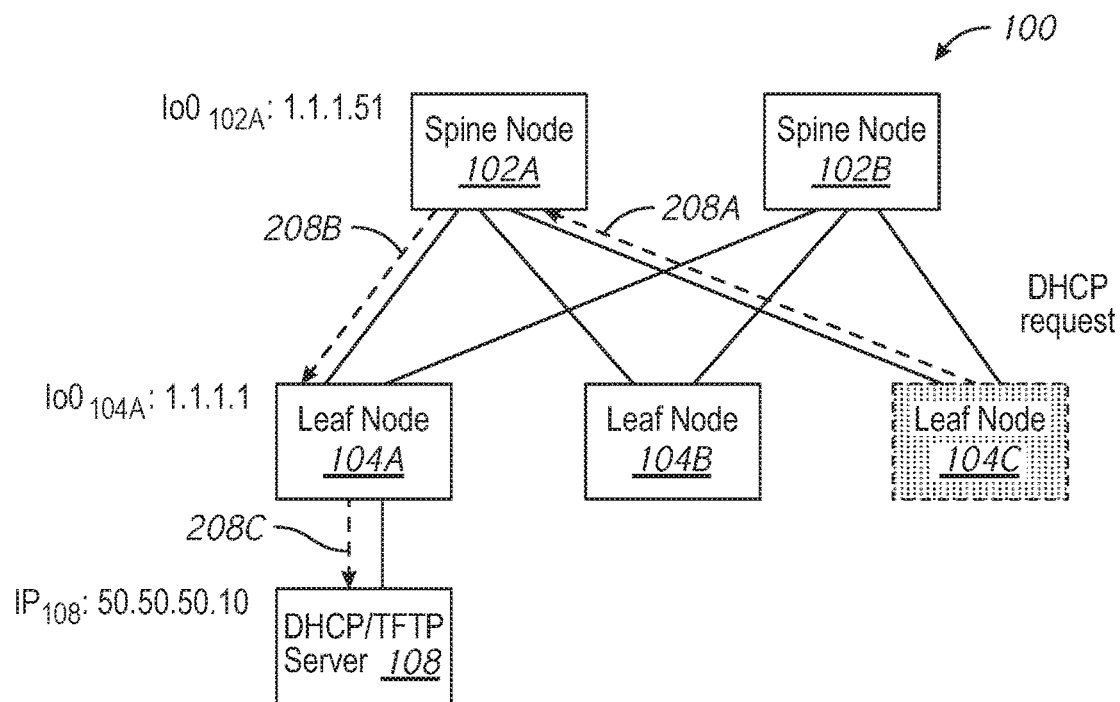 100
lo0 102A: 1.1.1.51
Spine Node
102A
Spine Node
102B
208B
208A
DHCP
request
lo0 104A: 1.1.1.1
Leaf Node
104A
Leaf Node
104B
Leaf Node
104C
208C
IP108: 50.50.50.10
DHCP/TFTP
Server 108